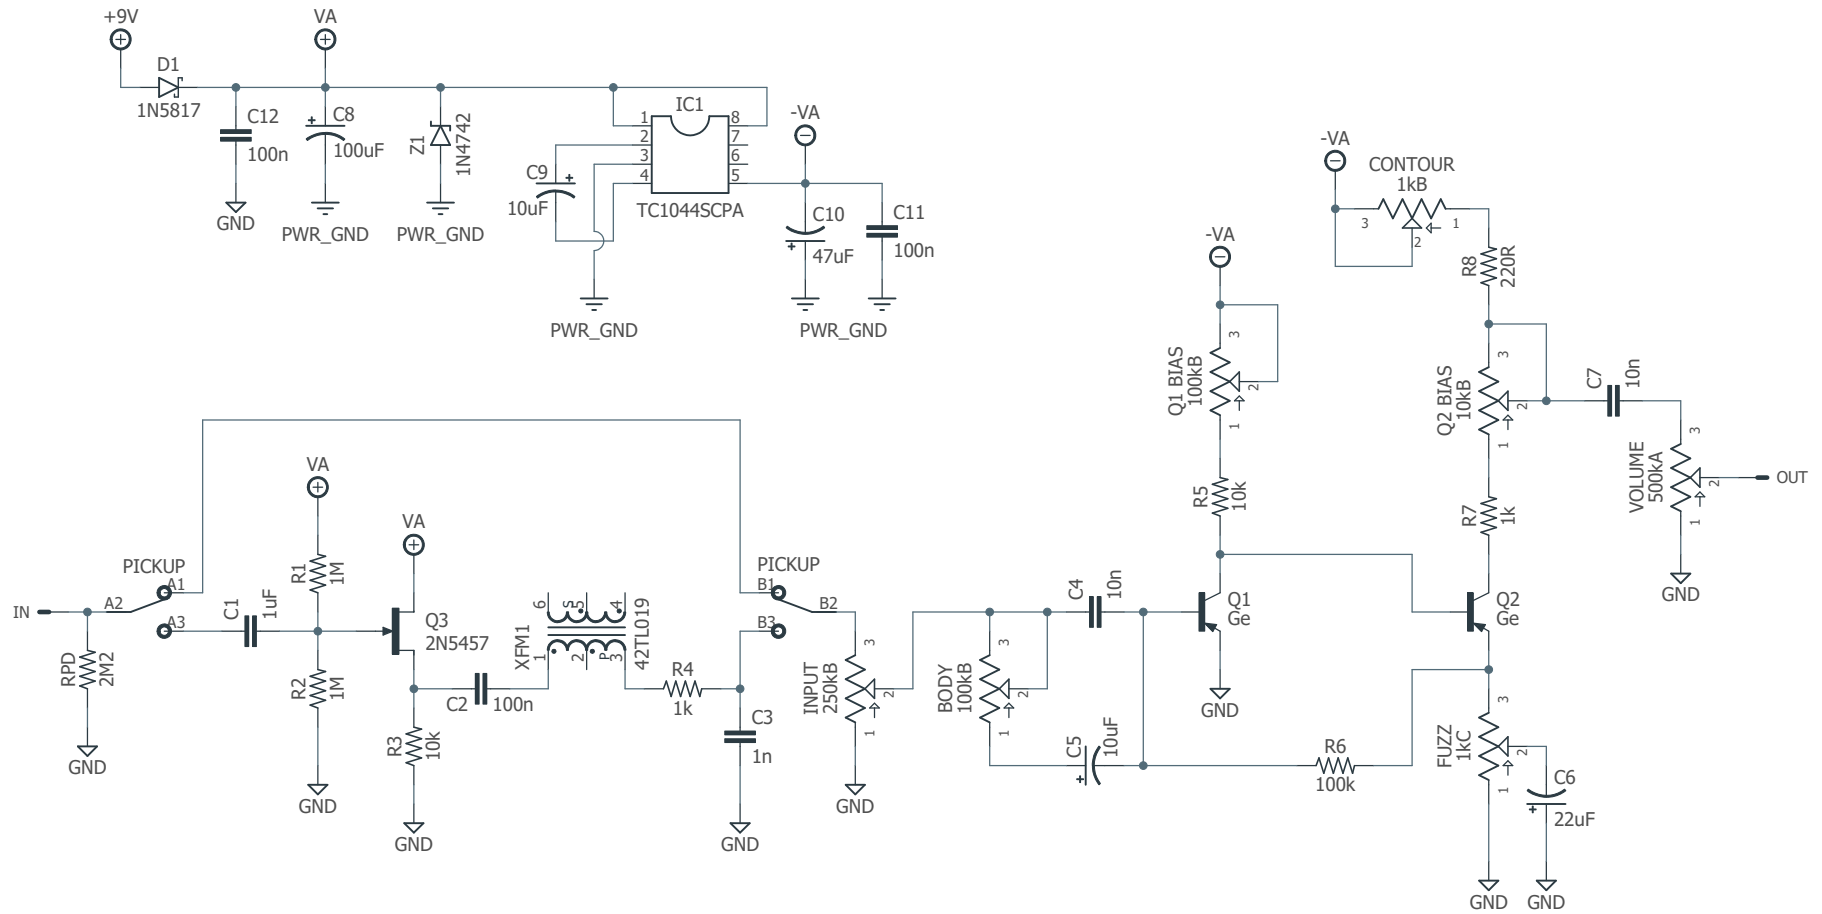 +9V
VA
D1
1N5817
C12
100n
GND
+
C8
100uF
PWR_GND
Z1
1N4742
PWR_GND
IC1
1
2
3
4
8
7
6
5
TC1044SCPA
C9
+
10uF
PWR_GND
-VA
C10
+
47uF
C11
100n
PWR_GND
-VA
CONTOUR
1kB
3
1
2
R8
220R
-VA
3
Q1 BIAS
100kB
2
1
3
Q2 BIAS
10kB
2
1
C7
10n
3
VOLUME
500kA
2
1
OUT
GND
R5
10k
R7
1k
IN
RPD
2M2
GND
PICKUP
A1
A2
A3
C1
1uF
VA
R1
1M
R2
1M
GND
VA
Q3
2N5457
R3
10k
GND
C2
100n
XFM1
6
S
5
4
1
2
P
3
42TL019
R4
1k
C3
1n
GND
PICKUP
B1
B2
B3
3
INPUT
250kB
2
1
GND
3
BODY
100kB
2
1
C4
10n
C5
+
10uF
Q1
Ge
GND
Q2
Ge
R6
100k
3
FUZZ
1kC
2
1
C6
+
22uF
GND
GND